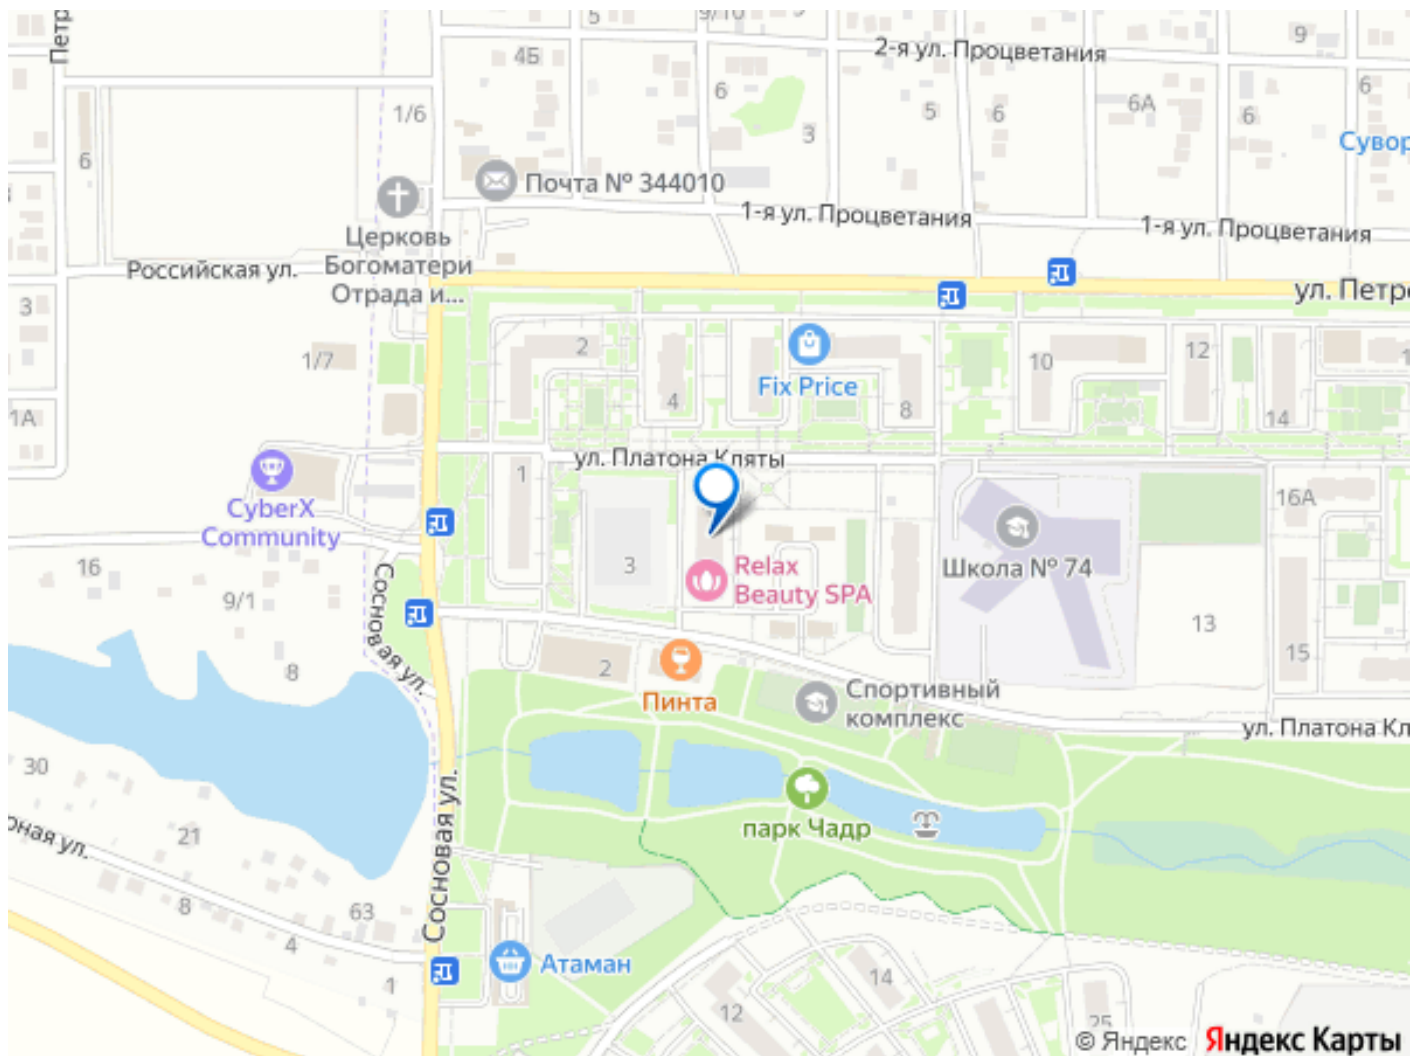 Петр
5
9/10
2-я ул. Процветания
9
4Б
6
6А
6
6
5
6
3
1/6
Сувор
6
Почта № 344010
1-я ул. Процветания
1-я ул. Процветания
Церковь
Богоматери
Отрада и...
Российская ул.
ул. Петро
3
2
1/7
Fix Price
10
12
1
4
8
14
1А
ул. Платона Кляты
1
16А
CyberX
Community
3
Relax
Beauty SPA
Школа № 74
16
9/1
Сосновая ул.
13
8
2
15
Пинта
Спортивный
комплекс
ул. Платона Кл
30
Сосновая ул.
парк Чадр
рная ул.
21
8
63
4
Атаман
14
1
12
25
© Яндекс Яндекс Карты